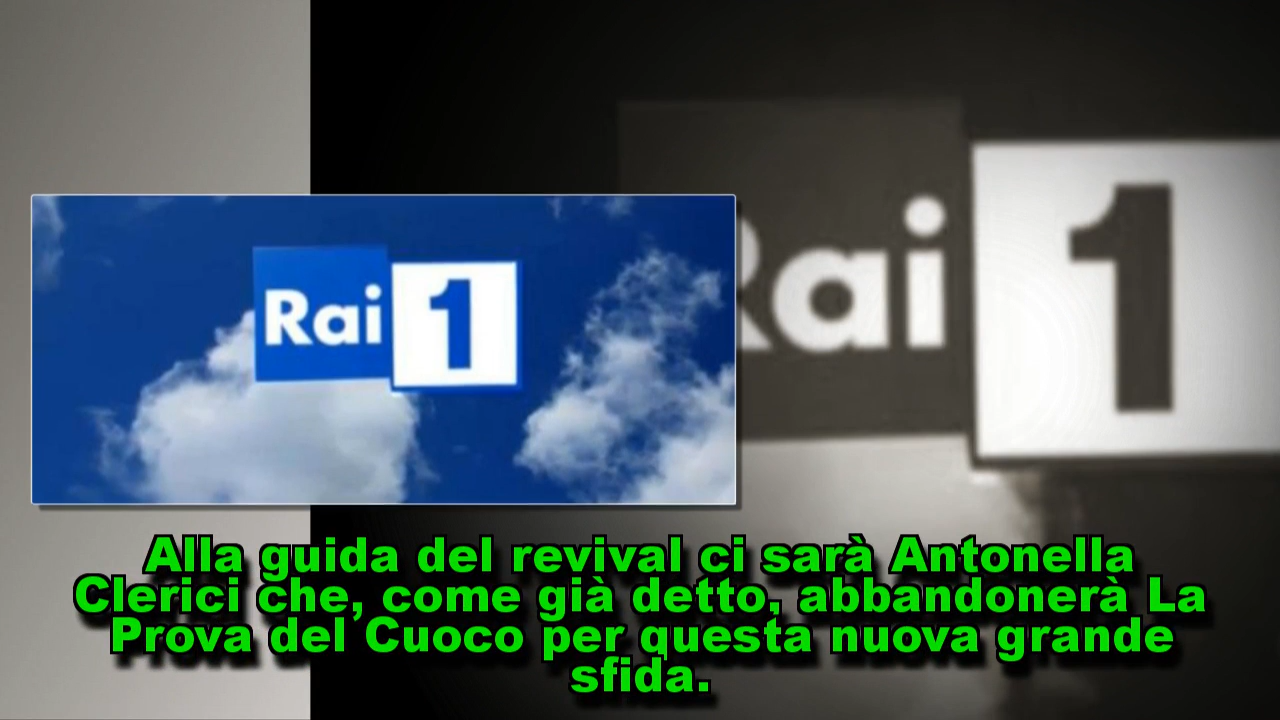 Rai 1
Rai 1
Alla guida del revival ci sarà Antonella
Clerici che, come già detto, abbandonerà La
Prova del Cuoco per questa nuova grande
sfida.